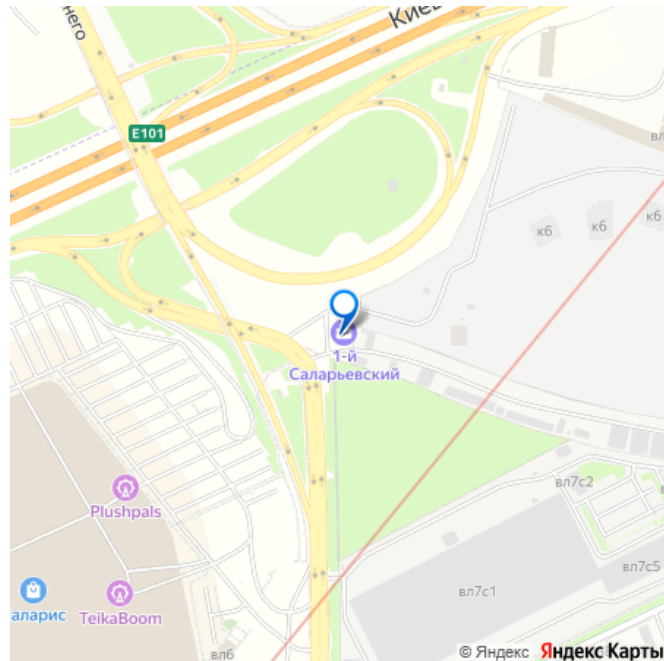 Киев
него
E101
вл
к6
к6
к6
1-й
Саларьевский
Plushpals
вл7с2
аларис
TeikaBoom
вл7с1
вл7с5
вл6
© Яндекс Яндекс Карты